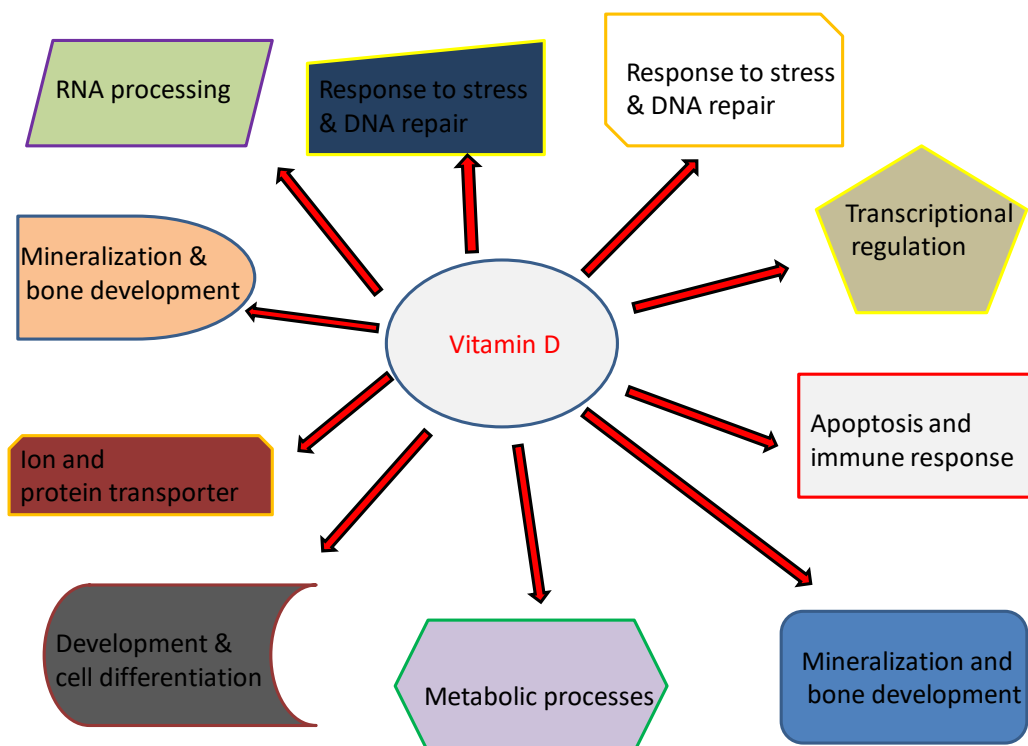 RNA processing
Response to stress
& DNA repair
Response to stress
& DNA repair
Transcriptional
regulation
Mineralization &
bone development
Vitamin D
Apoptosis and
immune response
Ion and
protein transporter
Development &
cell differentiation
Metabolic processes
Mineralization and
bone development